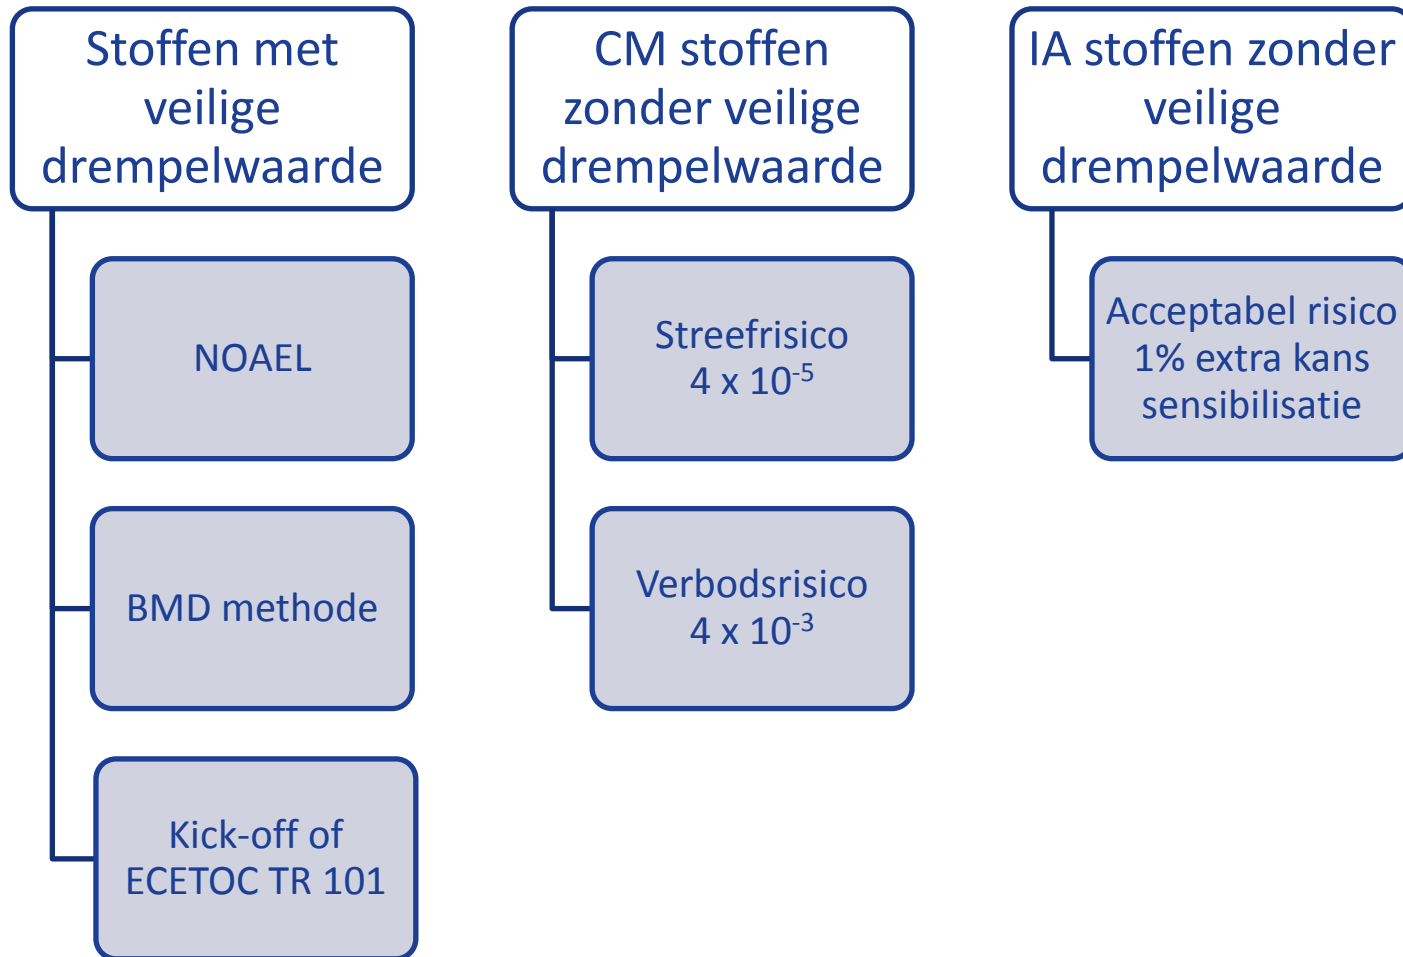 Stoffen met
veilige
drempelwaarde
NOAEL
BMD methode
Kick-off of
ECETOC TR 101
CM stoffen
zonder veilige
drempelwaarde
Streefrisico
4 x 10⁻⁵
Verbodsrisico
4 x 10⁻³
IA stoffen zonder
veilige
drempelwaarde
Acceptabel risico
1% extra kans
sensibilisatie